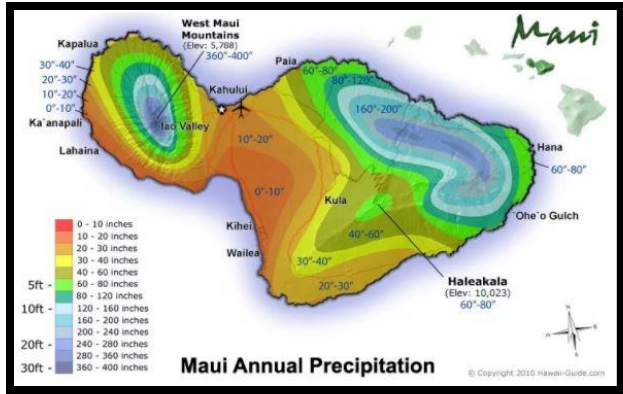 Maui
West Maui
Mountains
(Elev: 5,788)
360"-400"
Kapalua
30"-40"
20"-30"
10"-20"
0"-10"
Ka`anapali
Lahaina
Iao Valley
Kahului
Paia
60"-80"
80"-120"
160"-200"
10"-20"
0"-10"
Hana
60"-80"
`Ohe`o Gulch
Kula
40"-60"
Kihei
Wailea
30"-40"
20"-30"
Haleakala
(Elev: 10,023)
60"-80"
0 - 10 inches
10 - 20 inches
20 - 30 inches
30 - 40 inches
40 - 60 inches
5ft - 60 - 80 inches
80 - 120 inches
10ft - 120 - 160 inches
160 - 200 inches
200 - 240 inches
20ft - 240 - 280 inches
280 - 360 inches
30ft - 360 - 400 inches
Maui Annual Precipitation
© Copyright 2010 Hawaii-Guide.com